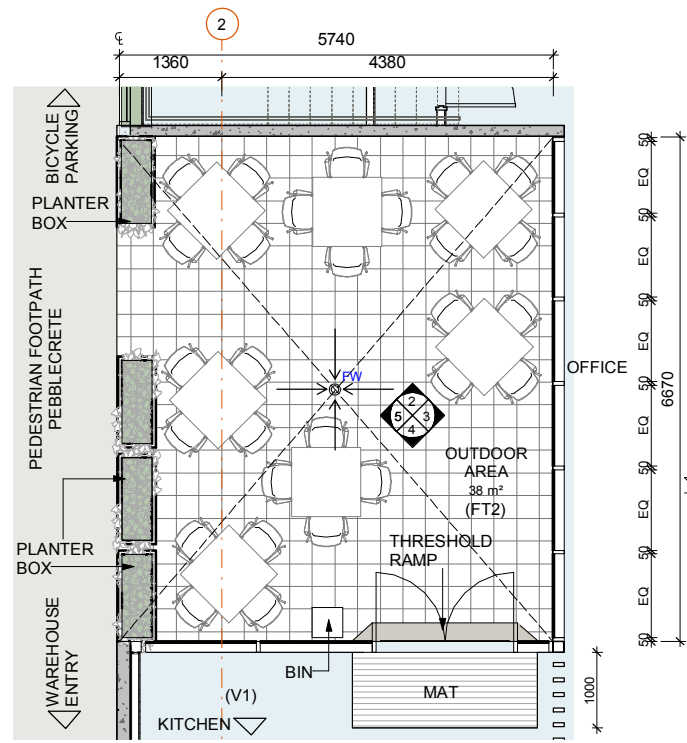 ℄
2
5740
1360
4380
BICYCLE
PARKING
PLANTER
BOX
PEDESTRIAN FOOTPATH
PEBBLECRETE
FW
2
5
3
4
OUTDOOR
AREA
38 m²
(FT2)
OFFICE
THRESHOLD
RAMP
PLANTER
BOX
WAREHOUSE
ENTRY
BIN
(V1)
KITCHEN
MAT
1000
50
EQ
50
EQ
50
EQ
50
EQ
50
EQ
50
EQ
50
6670